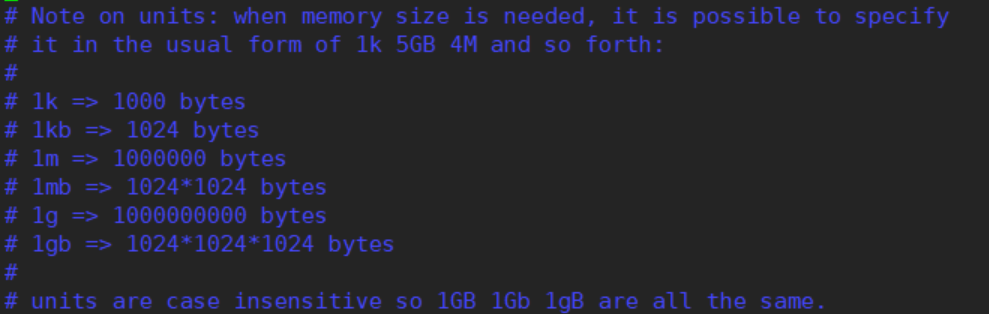 # Note on units: when memory size is needed, it is possible to specify
# it in the usual form of 1k 5GB 4M and so forth:
#
# 1k => 1000 bytes
# 1kb => 1024 bytes
# 1m => 1000000 bytes
# 1mb => 1024*1024 bytes
# 1g => 1000000000 bytes
# 1gb => 1024*1024*1024 bytes
#
# units are case insensitive so 1GB 1Gb 1gB are all the same.